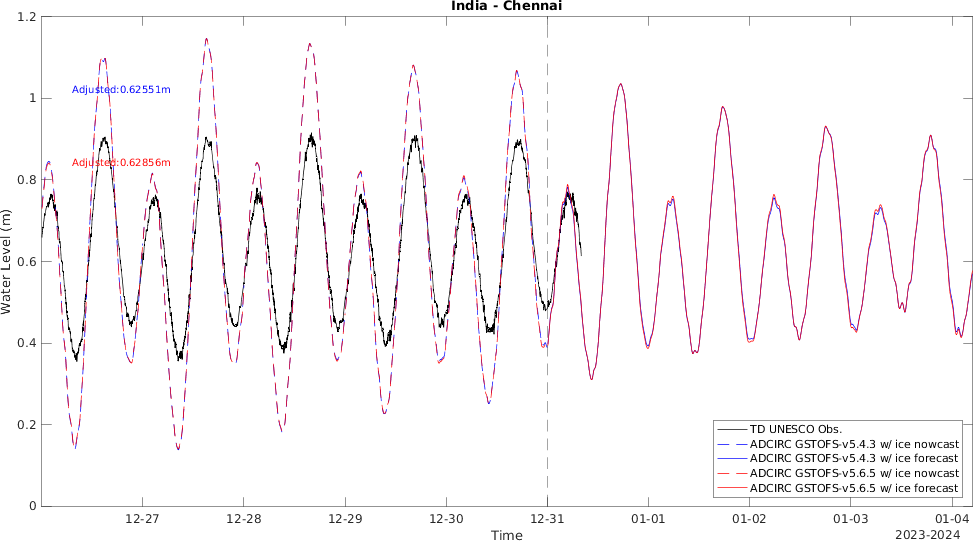 India - Chennai
1.2
1
0.8
0.6
0.4
0.2
0
Water Level (m)
Adjusted:0.62551m
Adjusted:0.62856m
TD UNESCO Obs.
ADCIRC GSTOFS-v5.4.3 w/ ice nowcast
ADCIRC GSTOFS-v5.4.3 w/ ice forecast
ADCIRC GSTOFS-v5.6.5 w/ ice nowcast
ADCIRC GSTOFS-v5.6.5 w/ ice forecast
12-27 12-28 12-29 12-30 12-31 01-01 01-02 01-03 01-04
Time
2023-2024